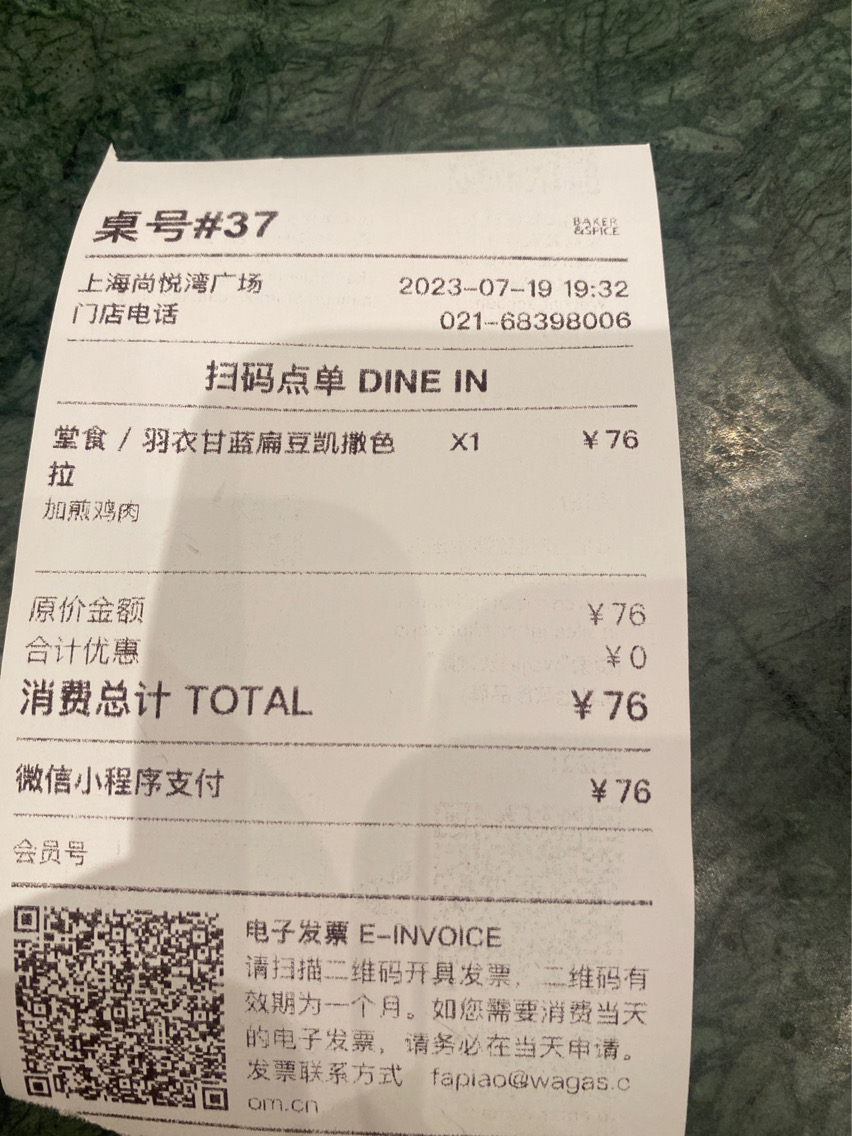 桌号#37
BAKER
&SPICE
上海尚悦湾广场 2023-07-19 19:32
门店电话 021-68398006
扫码点单 DINE IN
堂食 / 羽衣甘蓝扁豆凯撒色 X1 ¥76
拉
加煎鸡肉
原价金额 ¥76
合计优惠 ¥0
消费总计 TOTAL ¥76
微信小程序支付 ¥76
会员号
电子发票 E-INVOICE
请扫描二维码开具发票，二维码有
效期为一个月。如您需要消费当天
的电子发票，请务必在当天申请。
发票联系方式 fapiao@wagas.c
om.cn